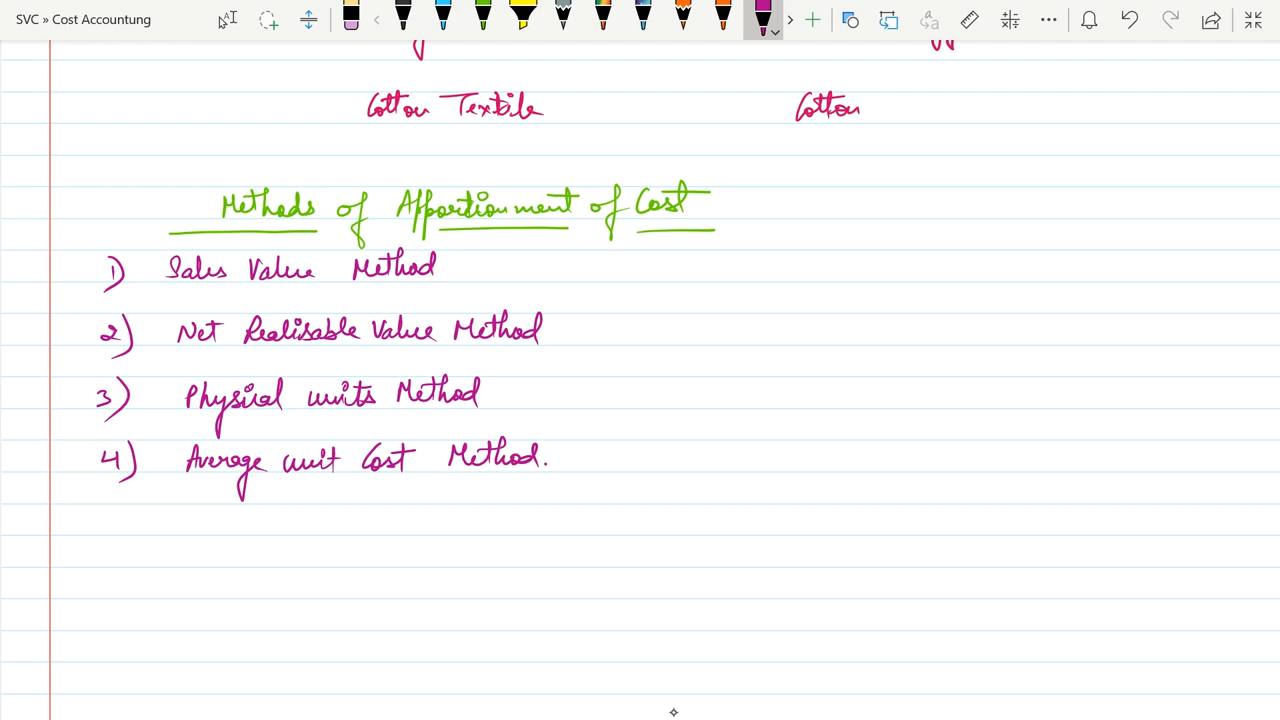 SVC » Cost Accountung
Cotton Textile Cotton
Methods of Apportionment of Cost
1) Sales Value Method
2) Net Realisable Value Method
3) Physical units Method
4) Average unit Cost Method.